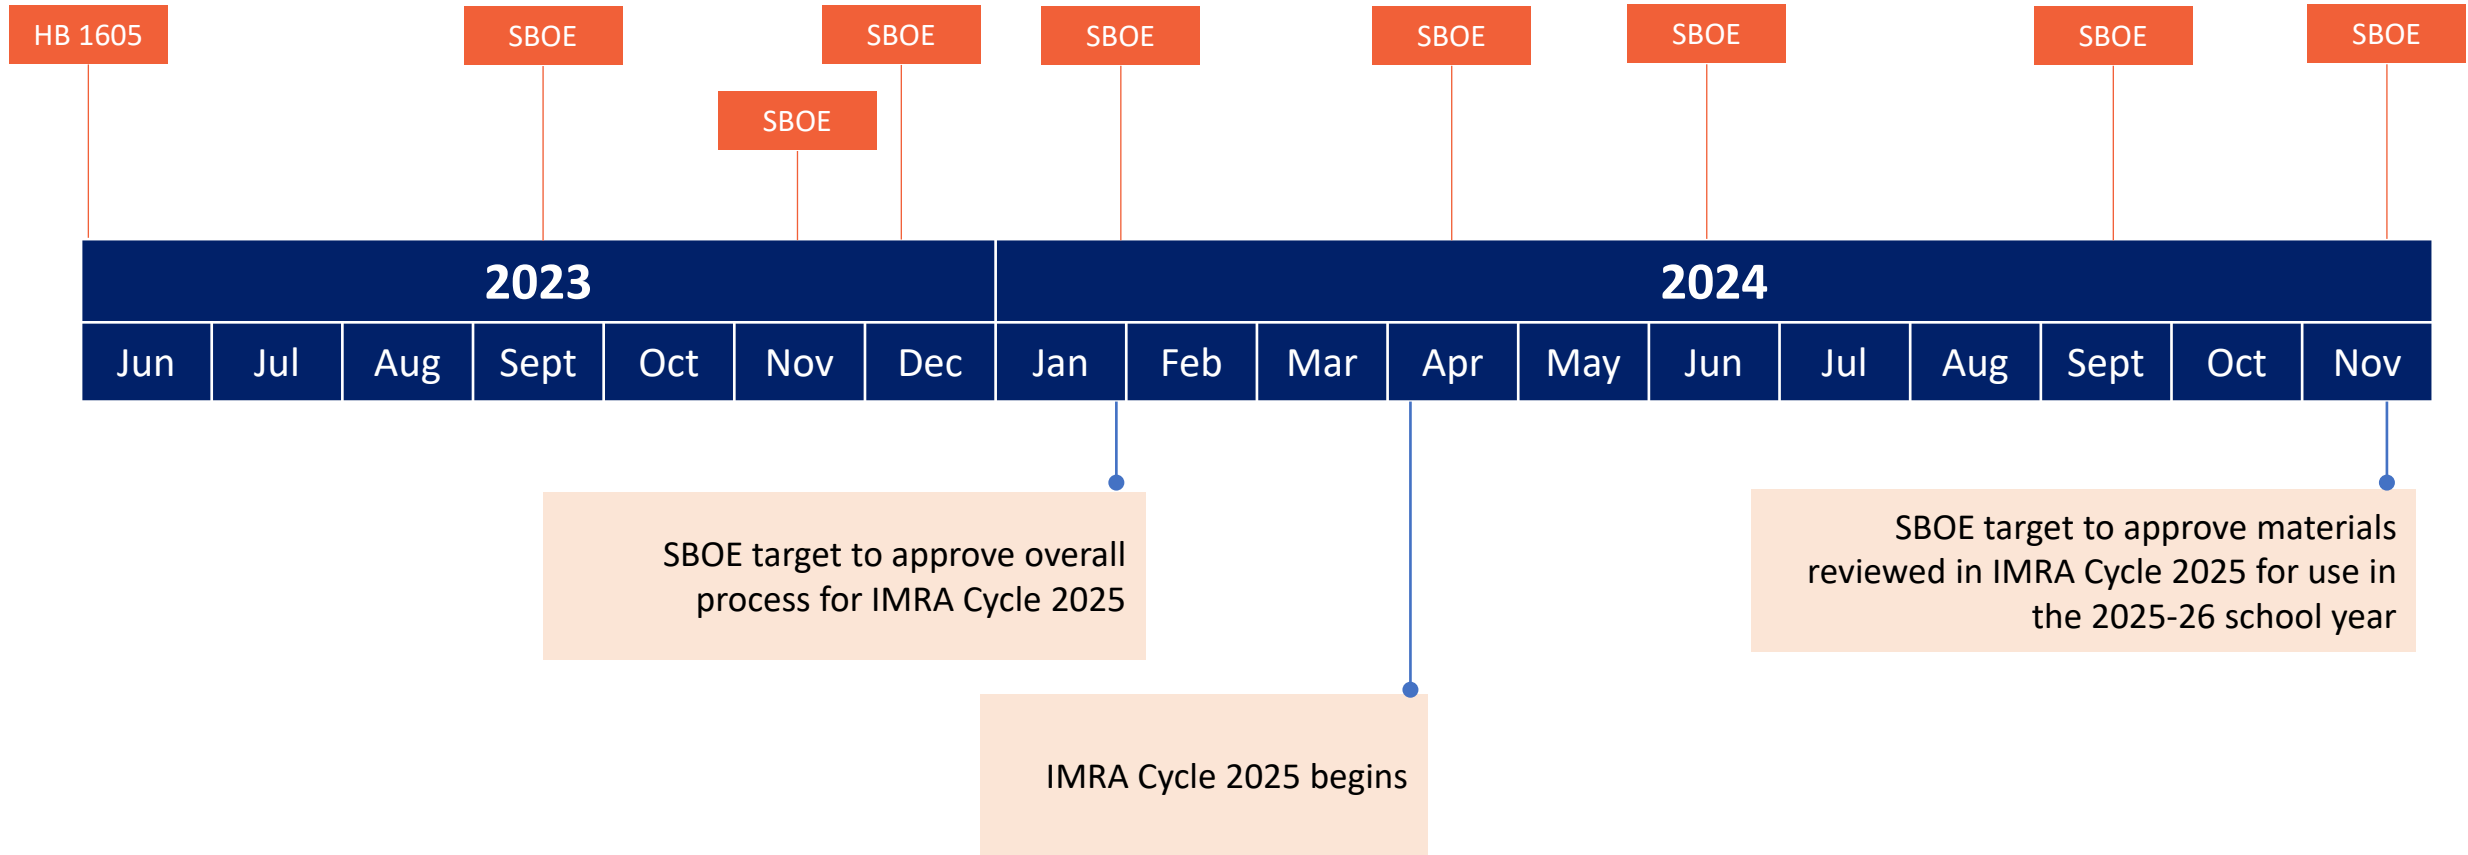 HB 1605
SBOE
SBOE
SBOE
SBOE
SBOE
SBOE
SBOE
SBOE
2023
2024
Jun
Jul
Aug
Sept
Oct
Nov
Dec
Jan
Feb
Mar
Apr
May
Jun
Jul
Aug
Sept
Oct
Nov
SBOE target to approve overall
process for IMRA Cycle 2025
SBOE target to approve materials
reviewed in IMRA Cycle 2025 for use in
the 2025-26 school year
IMRA Cycle 2025 begins